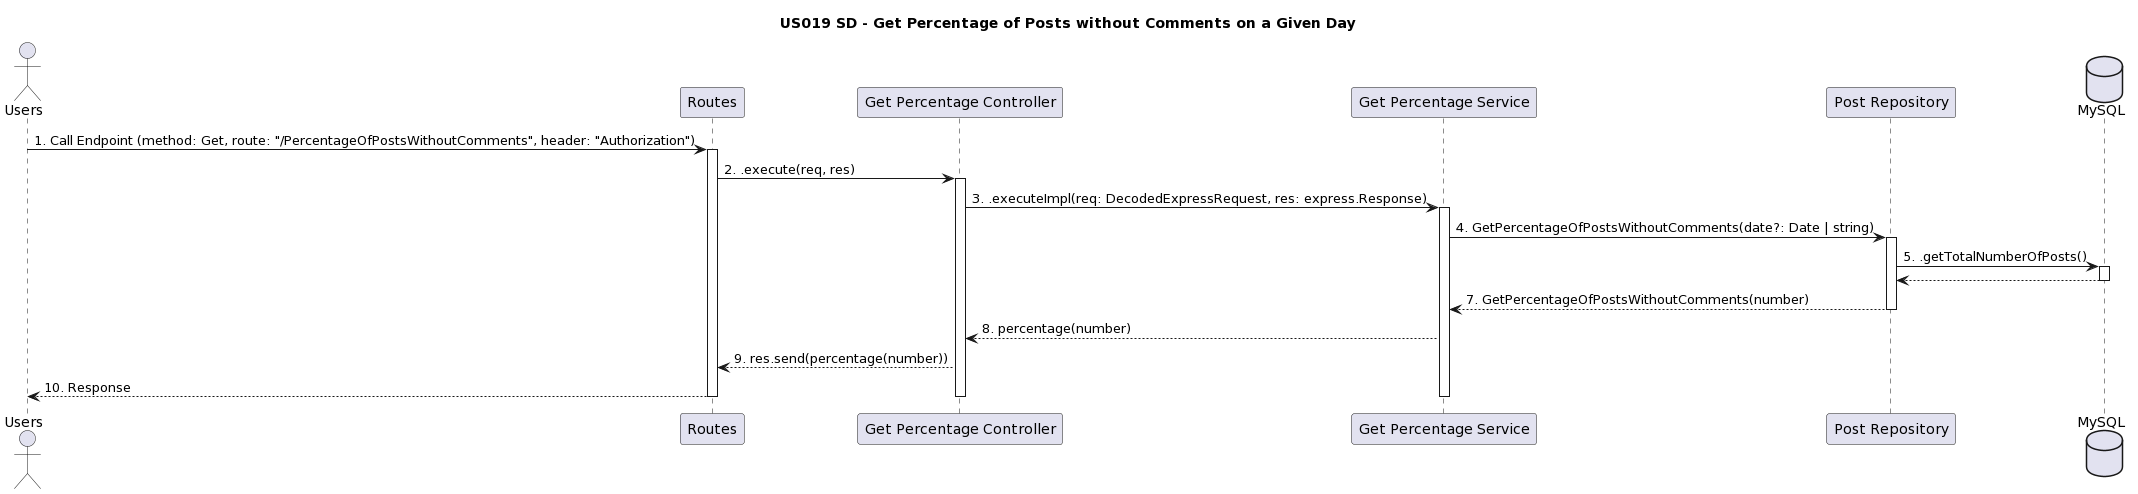 US019 SD - Get Percentage of Posts without Comments on a Given Day
Users
Routes
Get Percentage Controller
Get Percentage Service
Post Repository
MySQL
1. Call Endpoint (method: Get, route: "/PercentageOfPostsWithoutComments", header: "Authorization")
2. .execute(req, res)
3. .executeImpl(req: DecodedExpressRequest, res: express.Response)
4. GetPercentageOfPostsWithoutComments(date?: Date | string)
5. .getTotalNumberOfPosts()
7. GetPercentageOfPostsWithoutComments(number)
8. percentage(number)
9. res.send(percentage(number))
10. Response
Users
Routes
Get Percentage Controller
Get Percentage Service
Post Repository
MySQL